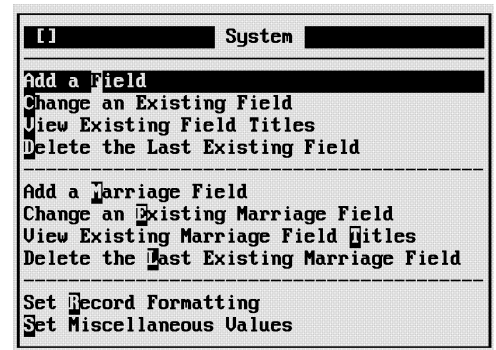 [] System
Add a Field
Change an Existing Field
View Existing Field Titles
Delete the Last Existing Field
Add a Marriage Field
Change an Existing Marriage Field
View Existing Marriage Field Titles
Delete the Last Existing Marriage Field
Set Record Formatting
Set Miscellaneous Values